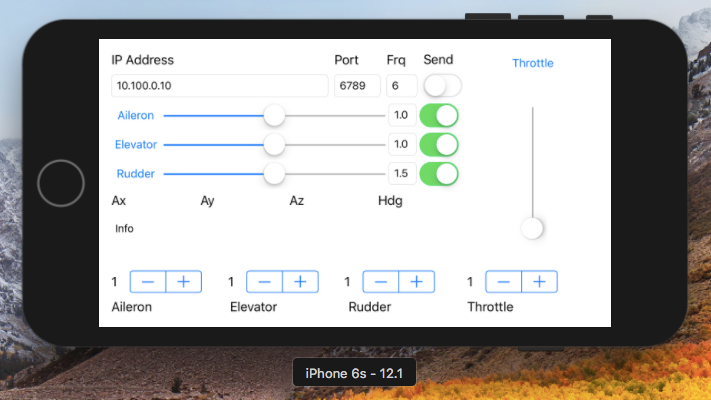 IP Address Port Frq Send Throttle
10.100.0.10 6789 6
Aileron 1.0
Elevator 1.0
Rudder 1.5
Ax Ay Az Hdg
Info
1 − + 1 − + 1 − + 1 − +
Aileron Elevator Rudder Throttle
iPhone 6s - 12.1